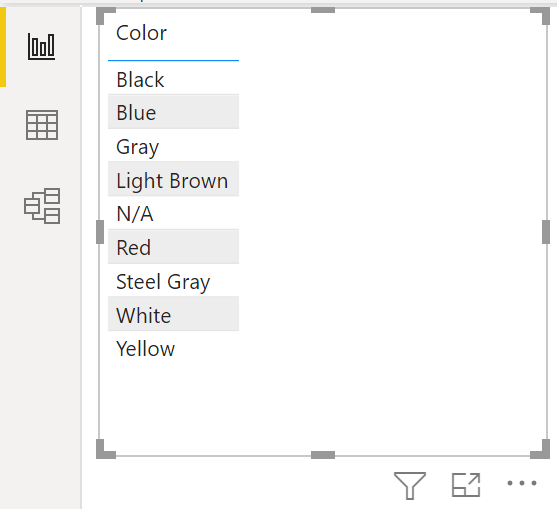 Color
Black
Blue
Gray
Light Brown
N/A
Red
Steel Gray
White
Yellow